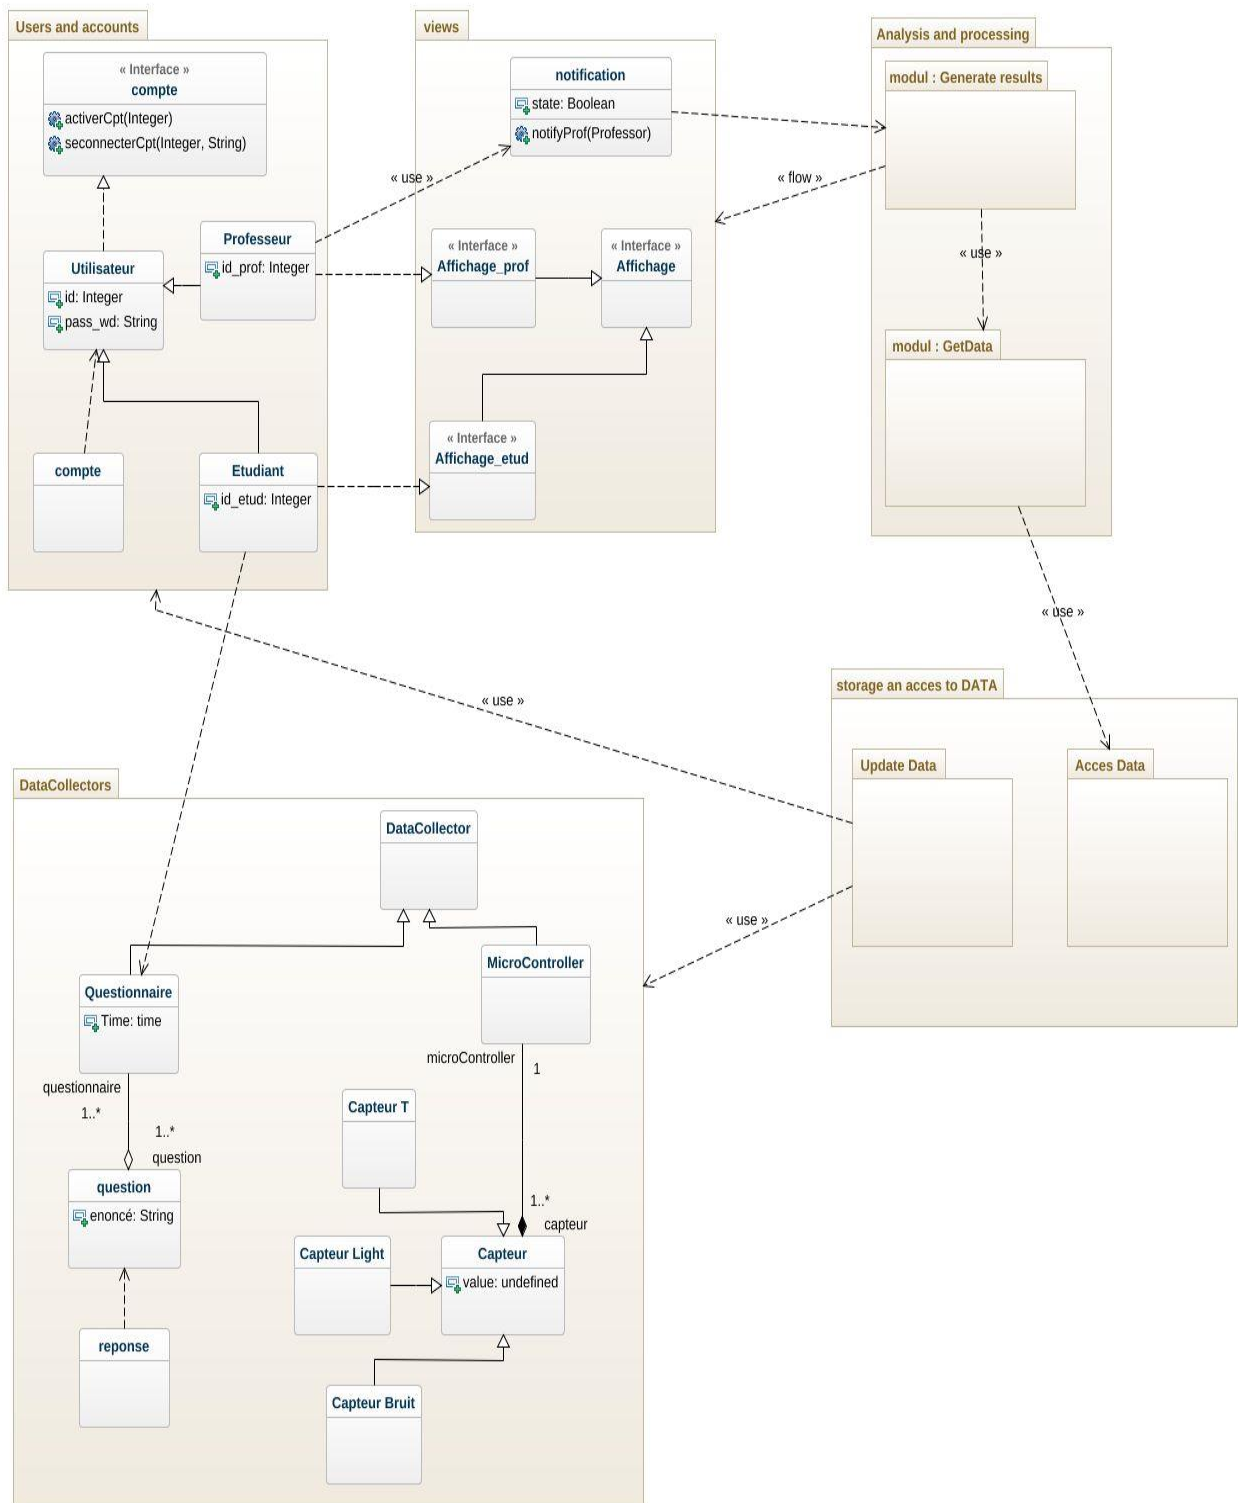 Users and accounts
« Interface »
compte
activerCpt(Integer)
seconnecterCpt(Integer, String)
Utilisateur
id: Integer
pass_wd: String
Professeur
id_prof: Integer
compte
Etudiant
id_etud: Integer
« use »
views
notification
state: Boolean
notifyProf(Professor)
« Interface »
Affichage_prof
« Interface »
Affichage
« Interface »
Affichage_etud
« flow »
Analysis and processing
modul : Generate results
« use »
modul : GetData
« use »
« use »
storage an acces to DATA
Update Data
Acces Data
« use »
DataCollectors
DataCollector
MicroController
Questionnaire
Time: time
microController
1
questionnaire
1..*
1..*
question
question
enoncé: String
reponse
Capteur T
1..*
capteur
Capteur Light
Capteur
value: undefined
Capteur Bruit